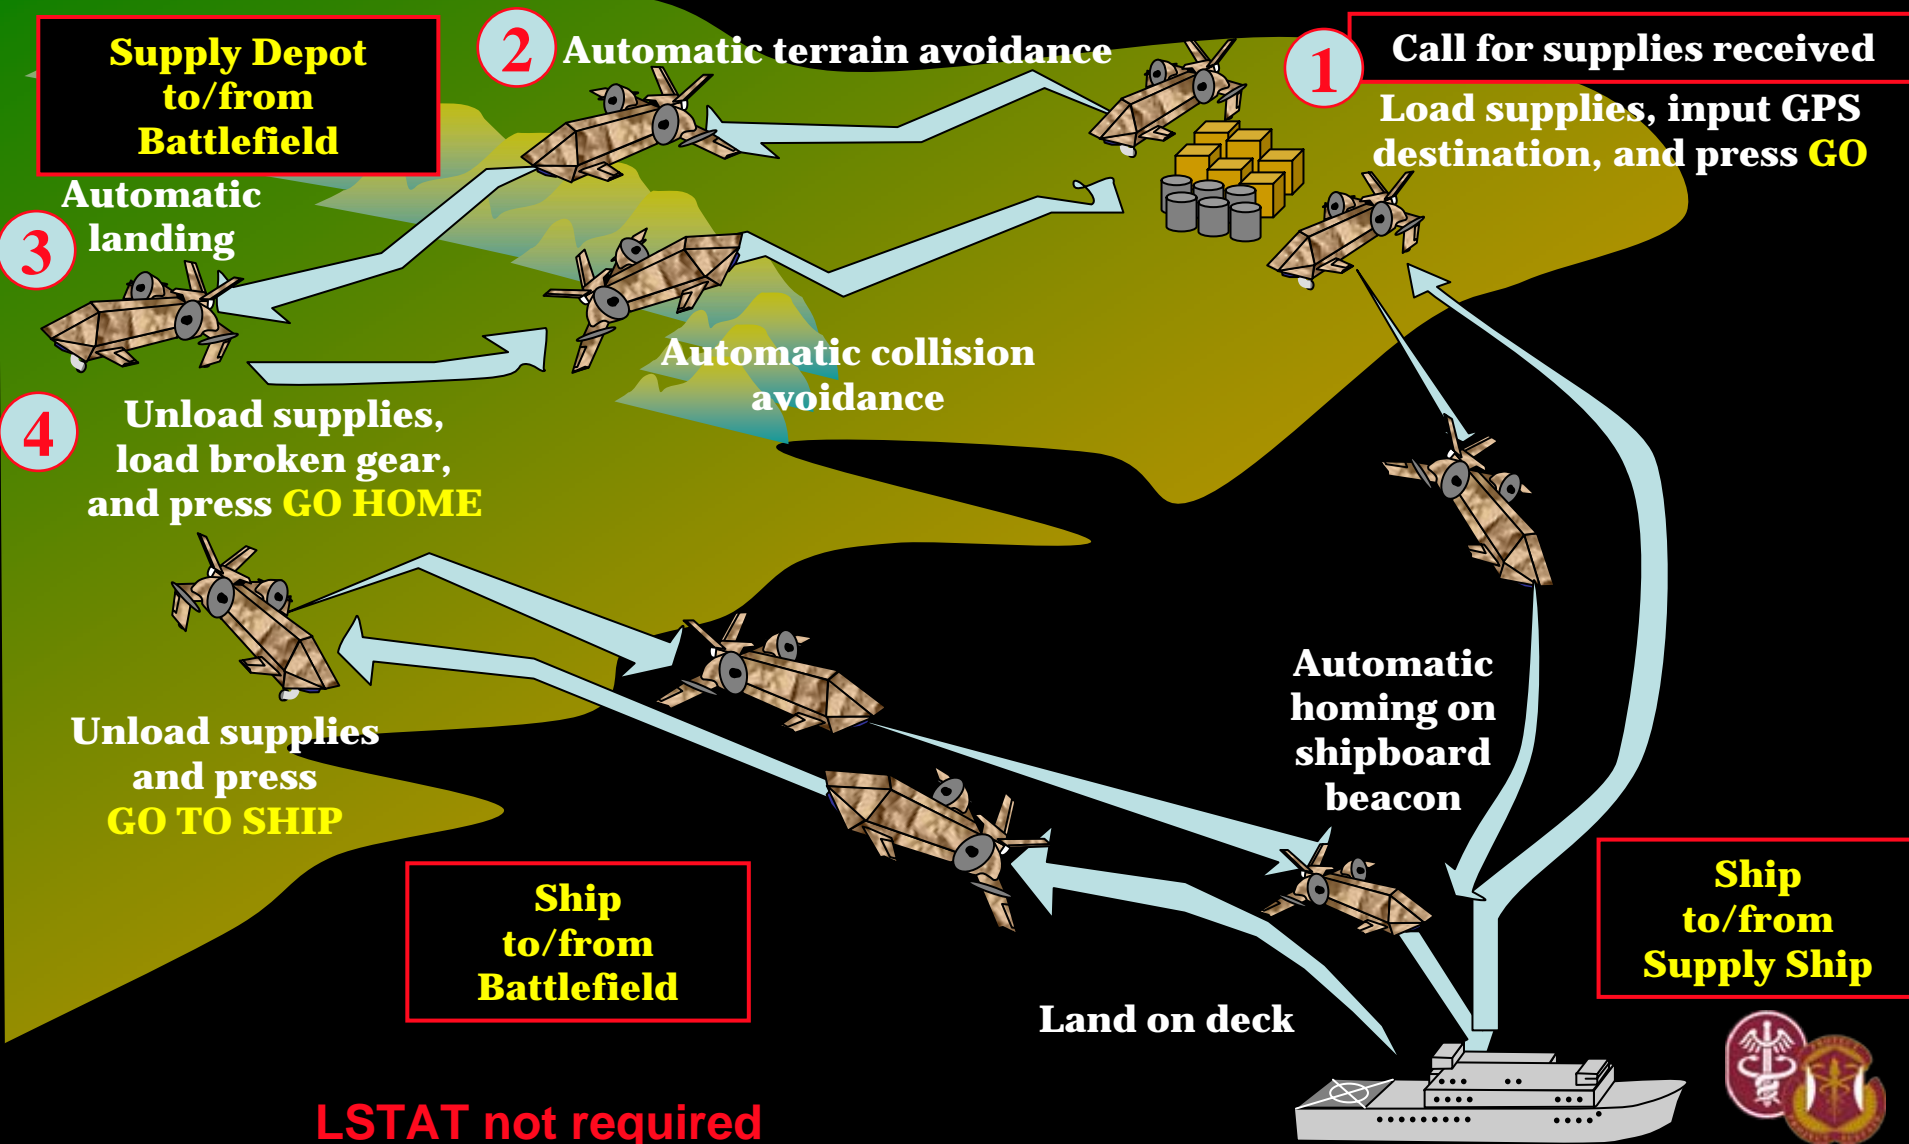 Supply Depot
to/from
Battlefield
2
Automatic terrain avoidance
1
Call for supplies received
Load supplies, input GPS
destination, and press GO
3
Automatic
landing
Automatic collision
avoidance
4
Unload supplies,
load broken gear,
and press GO HOME
Unload supplies
and press
GO TO SHIP
Automatic
homing on
shipboard
beacon
Ship
to/from
Battlefield
Ship
to/from
Supply Ship
Land on deck
LSTAT not required